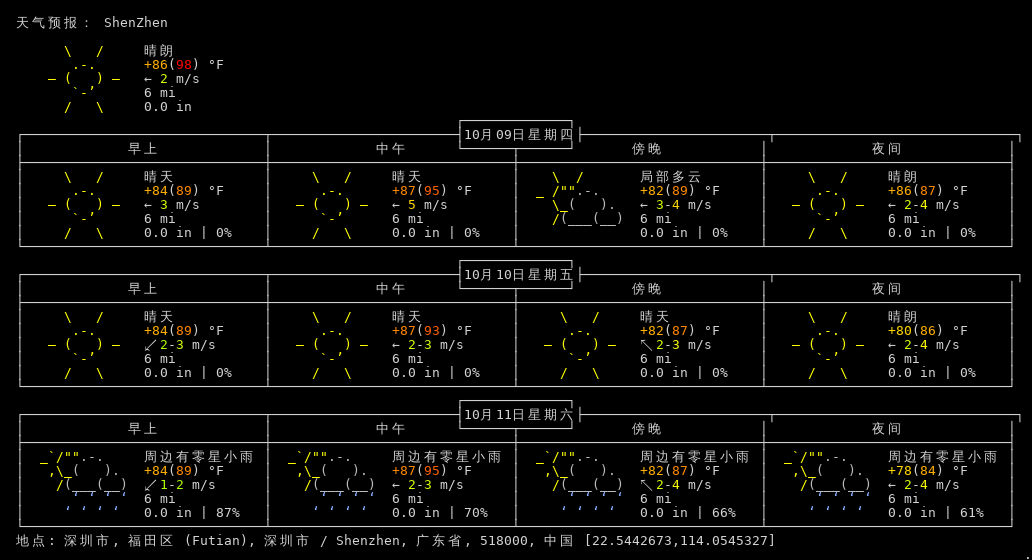 天气预报： ShenZhen
晴朗
+86(98) °F
← 2 m/s
6 mi
0.0 in
10月09日星期四
早上 中午 傍晚 夜间
晴天 晴天 局部多云 晴朗
+84(89) °F +87(95) °F +82(89) °F +86(87) °F
← 3 m/s ← 5 m/s ← 3-4 m/s ← 2-4 m/s
6 mi 6 mi 6 mi 6 mi
0.0 in | 0% 0.0 in | 0% 0.0 in | 0% 0.0 in | 0%
10月10日星期五
早上 中午 傍晚 夜间
晴天 晴天 晴天 晴朗
+84(89) °F +87(93) °F +82(87) °F +80(86) °F
↙ 2-3 m/s ← 2-3 m/s ↖ 2-3 m/s ← 2-4 m/s
6 mi 6 mi 6 mi 6 mi
0.0 in | 0% 0.0 in | 0% 0.0 in | 0% 0.0 in | 0%
10月11日星期六
早上 中午 傍晚 夜间
周边有零星小雨 周边有零星小雨 周边有零星小雨 周边有零星小雨
+84(89) °F +87(95) °F +82(87) °F +78(84) °F
↙ 1-2 m/s ← 2-3 m/s ↖ 2-4 m/s ← 2-4 m/s
6 mi 6 mi 6 mi 6 mi
0.0 in | 87% 0.0 in | 70% 0.0 in | 66% 0.0 in | 61%
地点: 深圳市, 福田区 (Futian), 深圳市 / Shenzhen, 广东省, 518000, 中国 [22.5442673,114.0545327]